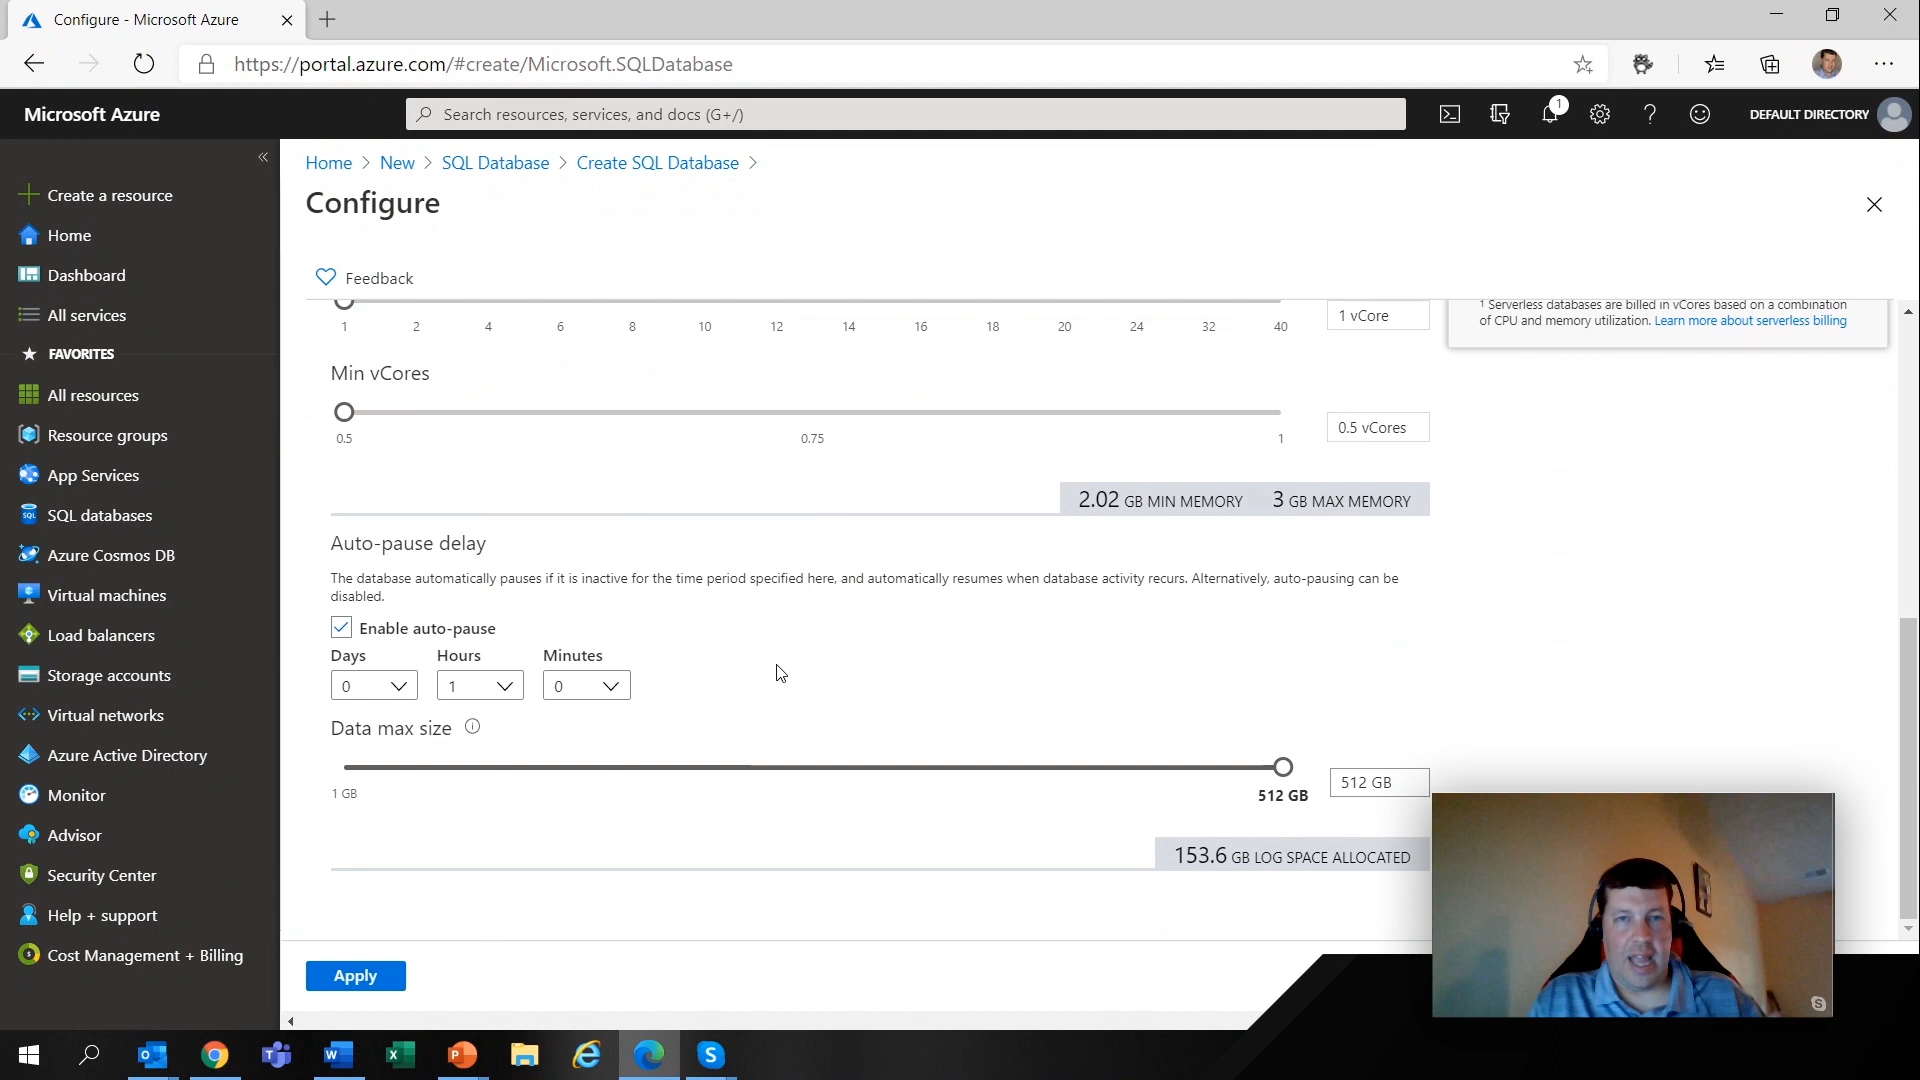 Configure - Microsoft Azure
https://portal.azure.com/#create/Microsoft.SQLDatabase
Microsoft Azure
Search resources, services, and docs (G+/)
1
DEFAULT DIRECTORY
Create a resource
Home
Dashboard
All services
FAVORITES
All resources
Resource groups
App Services
SQL databases
Azure Cosmos DB
Virtual machines
Load balancers
Storage accounts
Virtual networks
Azure Active Directory
Monitor
Advisor
Security Center
Help + support
Cost Management + Billing
Home > New > SQL Database > Create SQL Database >
Configure
Feedback
1 2 4 6 8 10 12 14 16 18 20 24 32 40
1 vCore
¹ Serverless databases are billed in vCores based on a combination
of CPU and memory utilization. Learn more about serverless billing
Min vCores
0.5 0.75 1
0.5 vCores
2.02 GB MIN MEMORY 3 GB MAX MEMORY
Auto-pause delay
The database automatically pauses if it is inactive for the time period specified here, and automatically resumes when database activity recurs. Alternatively, auto-pausing can be
disabled.
Enable auto-pause
Days Hours Minutes
0 1 0
Data max size
1 GB
512 GB
512 GB
153.6 GB LOG SPACE ALLOCATED
Apply